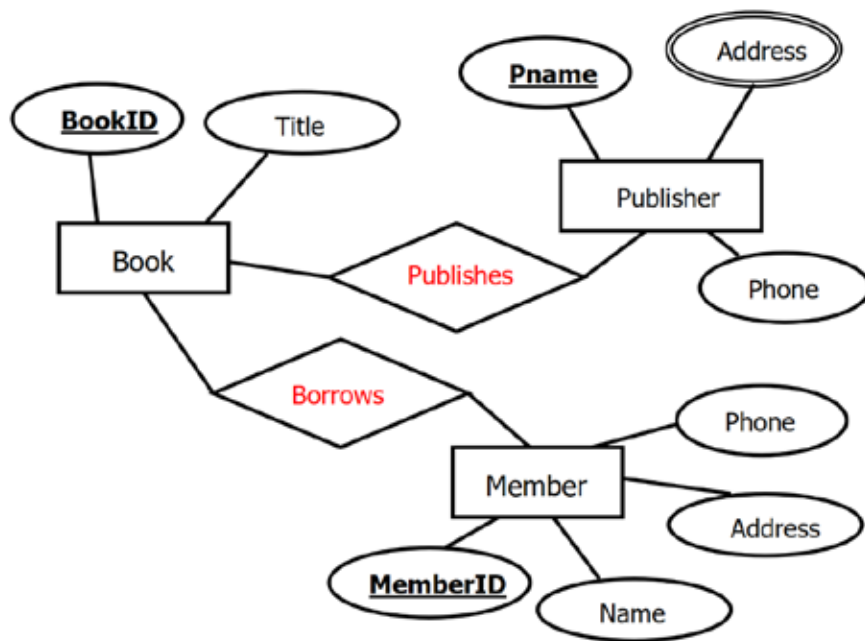 Address
Pname
BookID
Title
Publisher
Book
Publishes
Phone
Borrows
Phone
Member
Address
MemberID
Name